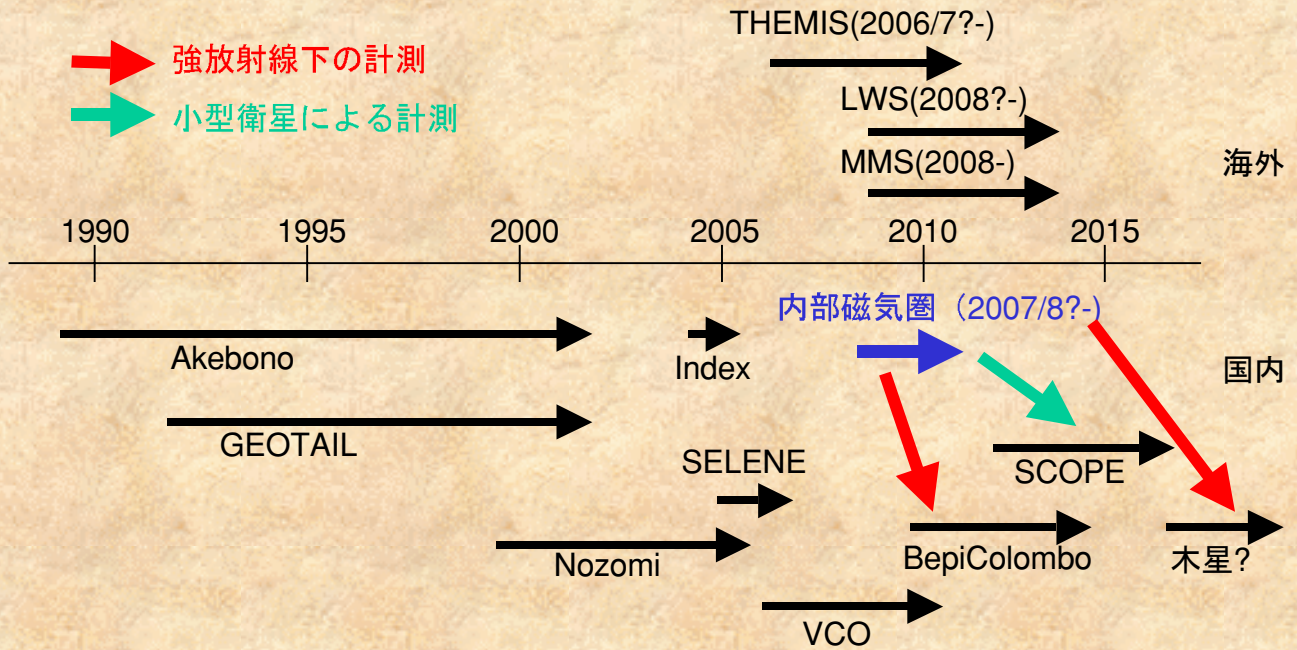 THEMIS(2006/7?-)
強放射線下の計測
LWS(2008?-)
小型衛星による計測
MMS(2008-)
海外
1990 1995 2000 2005 2010 2015
内部磁気圏（2007/8?-)
Akebono
Index
国内
GEOTAIL
SELENE
SCOPE
Nozomi
BepiColombo
木星?
VCO